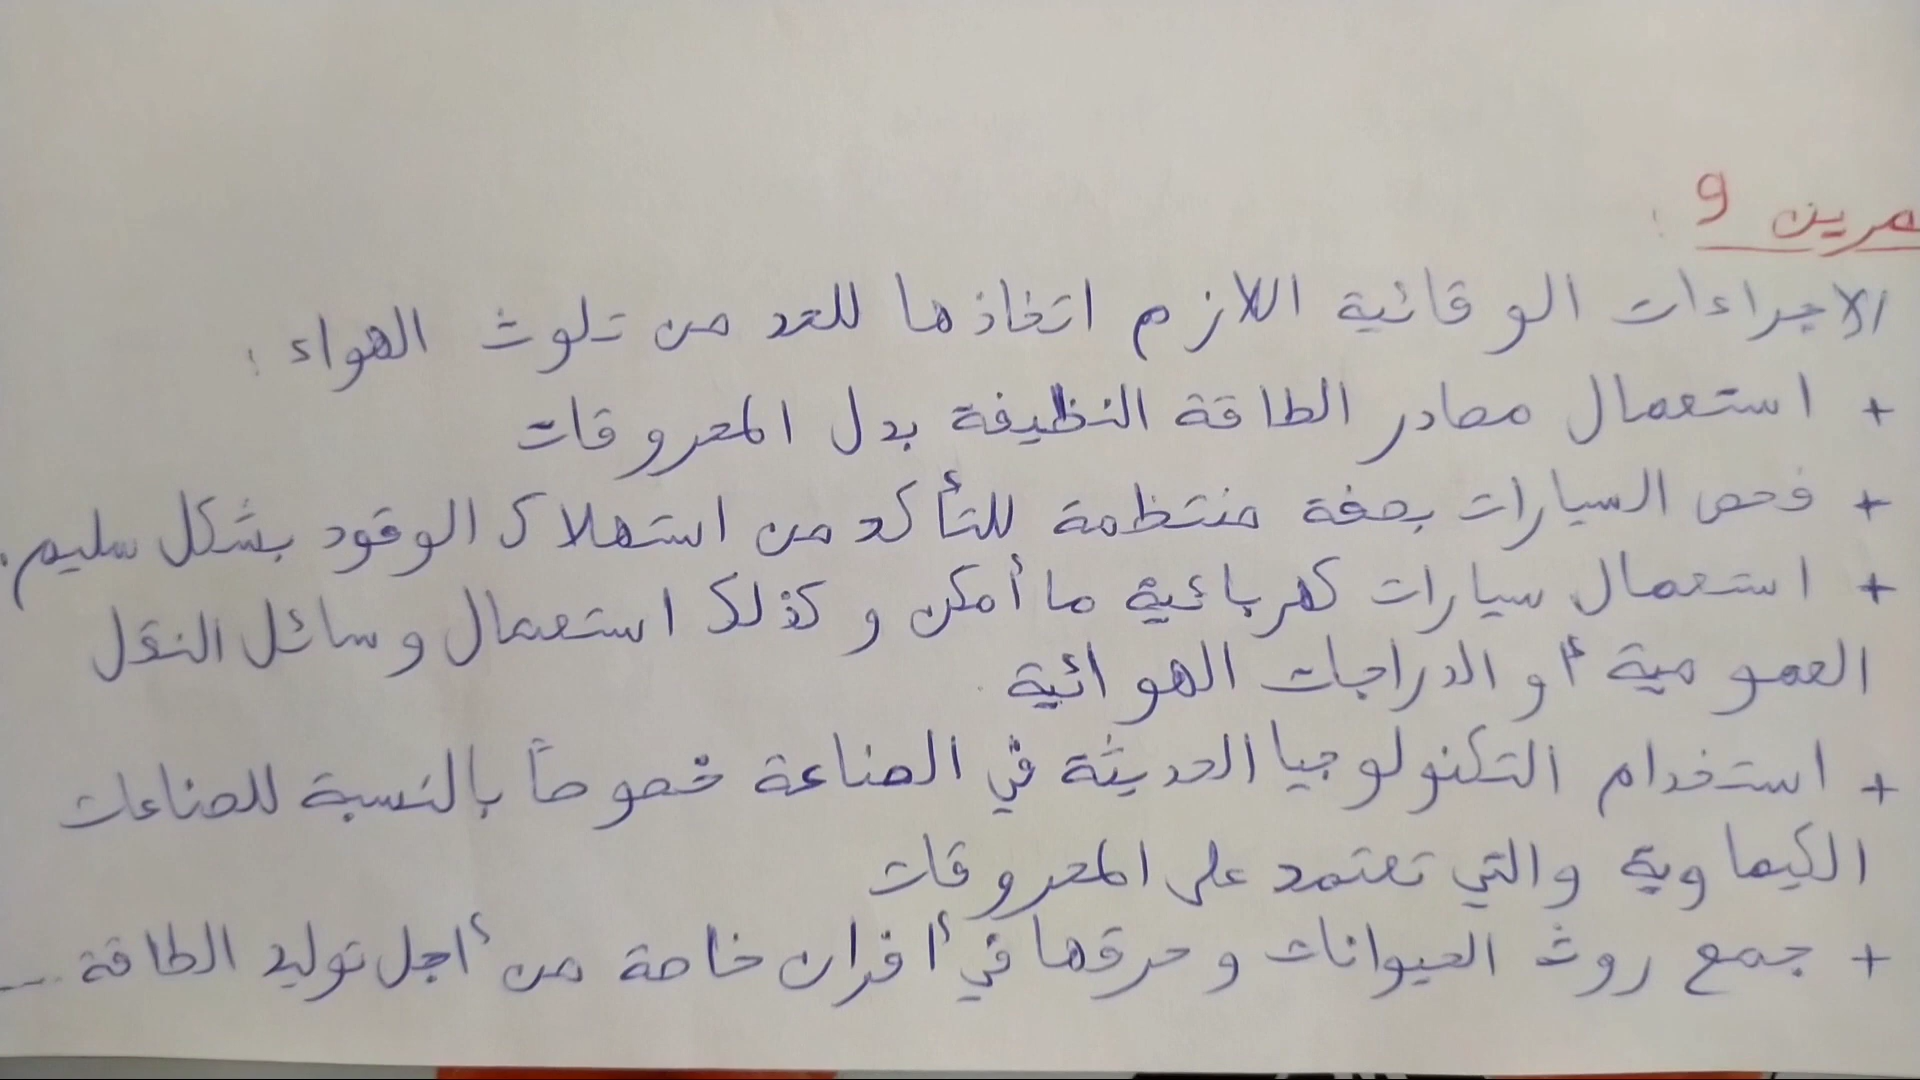 تمرين 9 :
الاجراءات الوقائية اللازم اتخاذها للحد من تلوث الهواء :
+ استعمال مصادر الطاقة النظيفة بدل المحروقات
+ فحص السيارات بصفة منتظمة للتأكد من استهلاك الوقود بشكل سليم.
+ استعمال سيارات كهربائية ما أمكن و كذلك استعمال وسائل النقل
العمومية أو الدراجات الهوائية.
+ استخدام التكنولوجيا الحديثة في الصناعة خصوصاً بالنسبة للصناعات
الكيماوية والتي تعتمد على المحروقات
+ جمع روث الحيوانات وحرقها في أفران خاصة من أجل توليد الطاقة ...